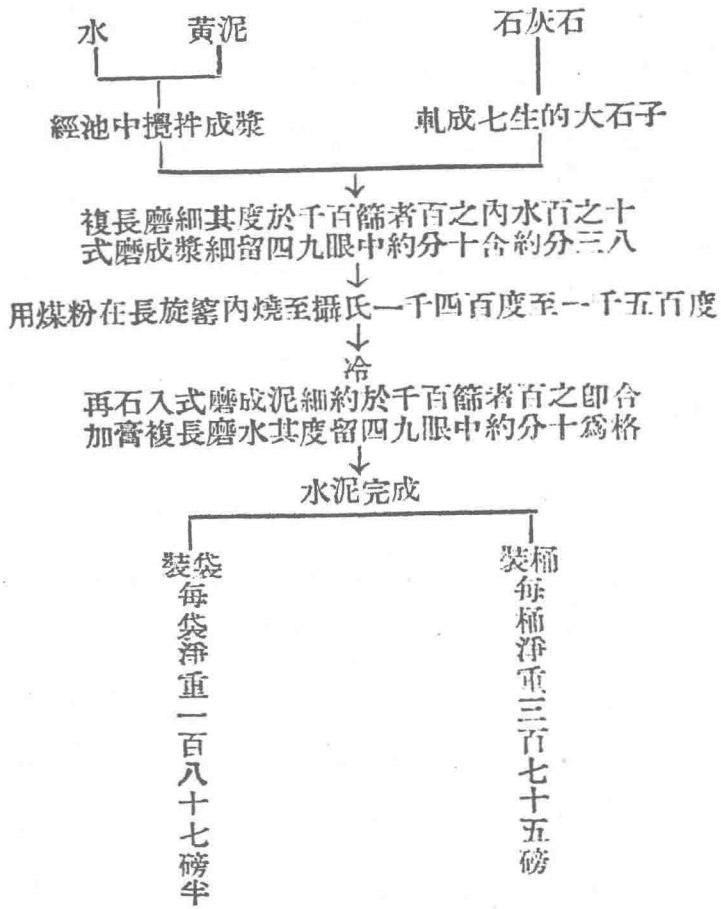 水
黃泥
石灰石
經池中攪拌成漿
軋成七生的大石子
複式長磨磨成細漿其細度留於四千九百眼篩中者約百分之十內含水約百分之三十八
用煤粉在長旋窰內燒至攝氏一千四百度至一千五百度
冷
再加石膏入複式長磨磨成水泥其細度約留於四千九百眼篩中者約百分之十即爲合格
水泥完成
裝袋
每袋淨重一百八十七磅半
裝桶
每桶淨重三百七十五磅